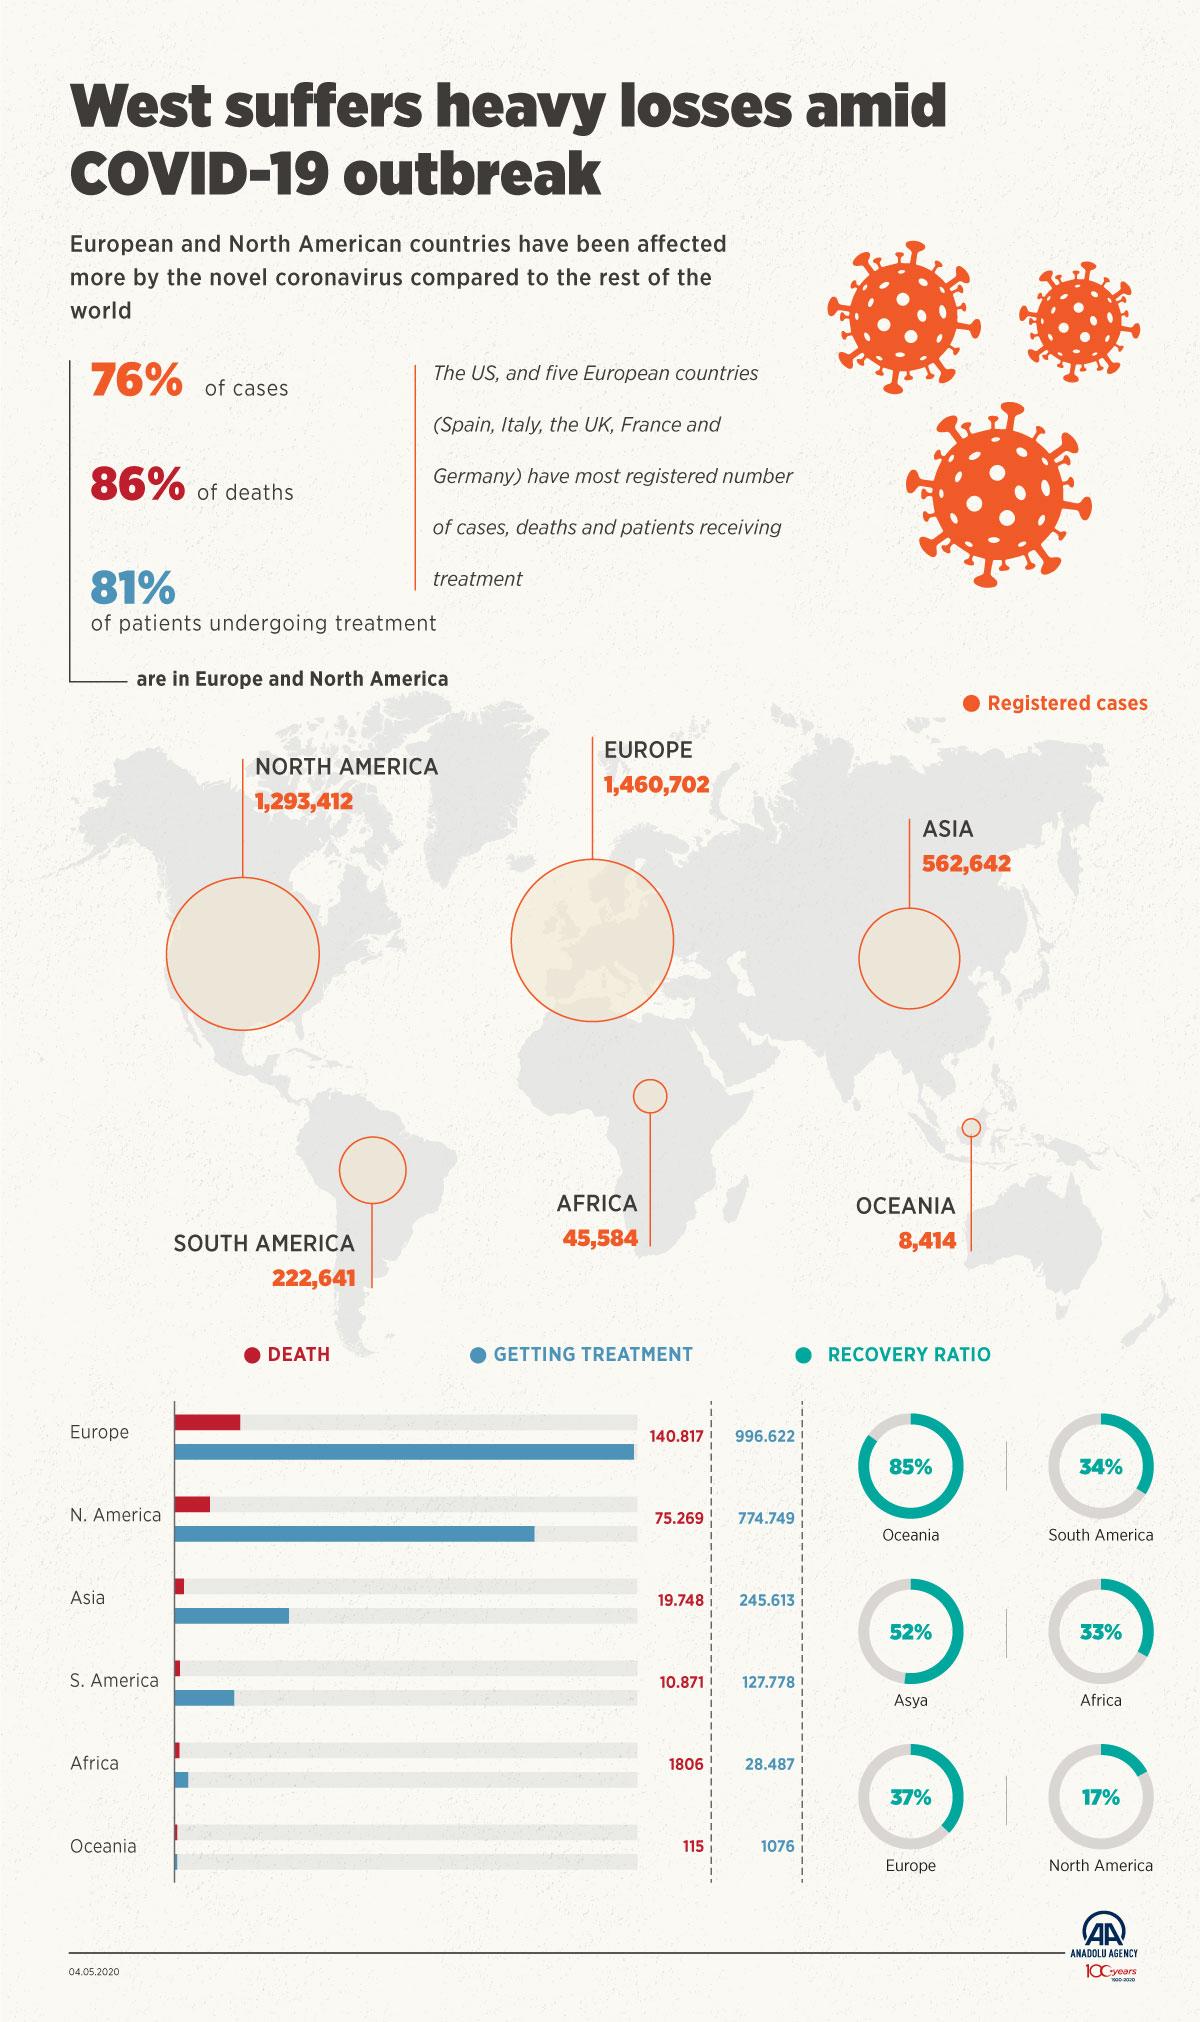 West suffers heavy losses amid
COVID-19 outbreak
European and North American countries have been affected
more by the novel coronavirus compared to the rest of the
world
76% of cases
86% of deaths
81%
of patients undergoing treatment
are in Europe and North America
The US, and five European countries
(Spain, Italy, the UK, France and
Germany) have most registered number
of cases, deaths and patients receiving
treatment
Registered cases
NORTH AMERICA
1,293,412
EUROPE
1,460,702
ASIA
562,642
SOUTH AMERICA
222,641
AFRICA
45,584
OCEANIA
8,414
DEATH
GETTING TREATMENT
RECOVERY RATIO
Europe 140.817 996.622
N. America 75.269 774.749
Asia 19.748 245.613
S. America 10.871 127.778
Africa 1806 28.487
Oceania 115 1076
85%
Oceania
34%
South America
52%
Asya
33%
Africa
37%
Europe
17%
North America
AA
ANADOLU AGENCY
100 years
1920-2020
04.05.2020